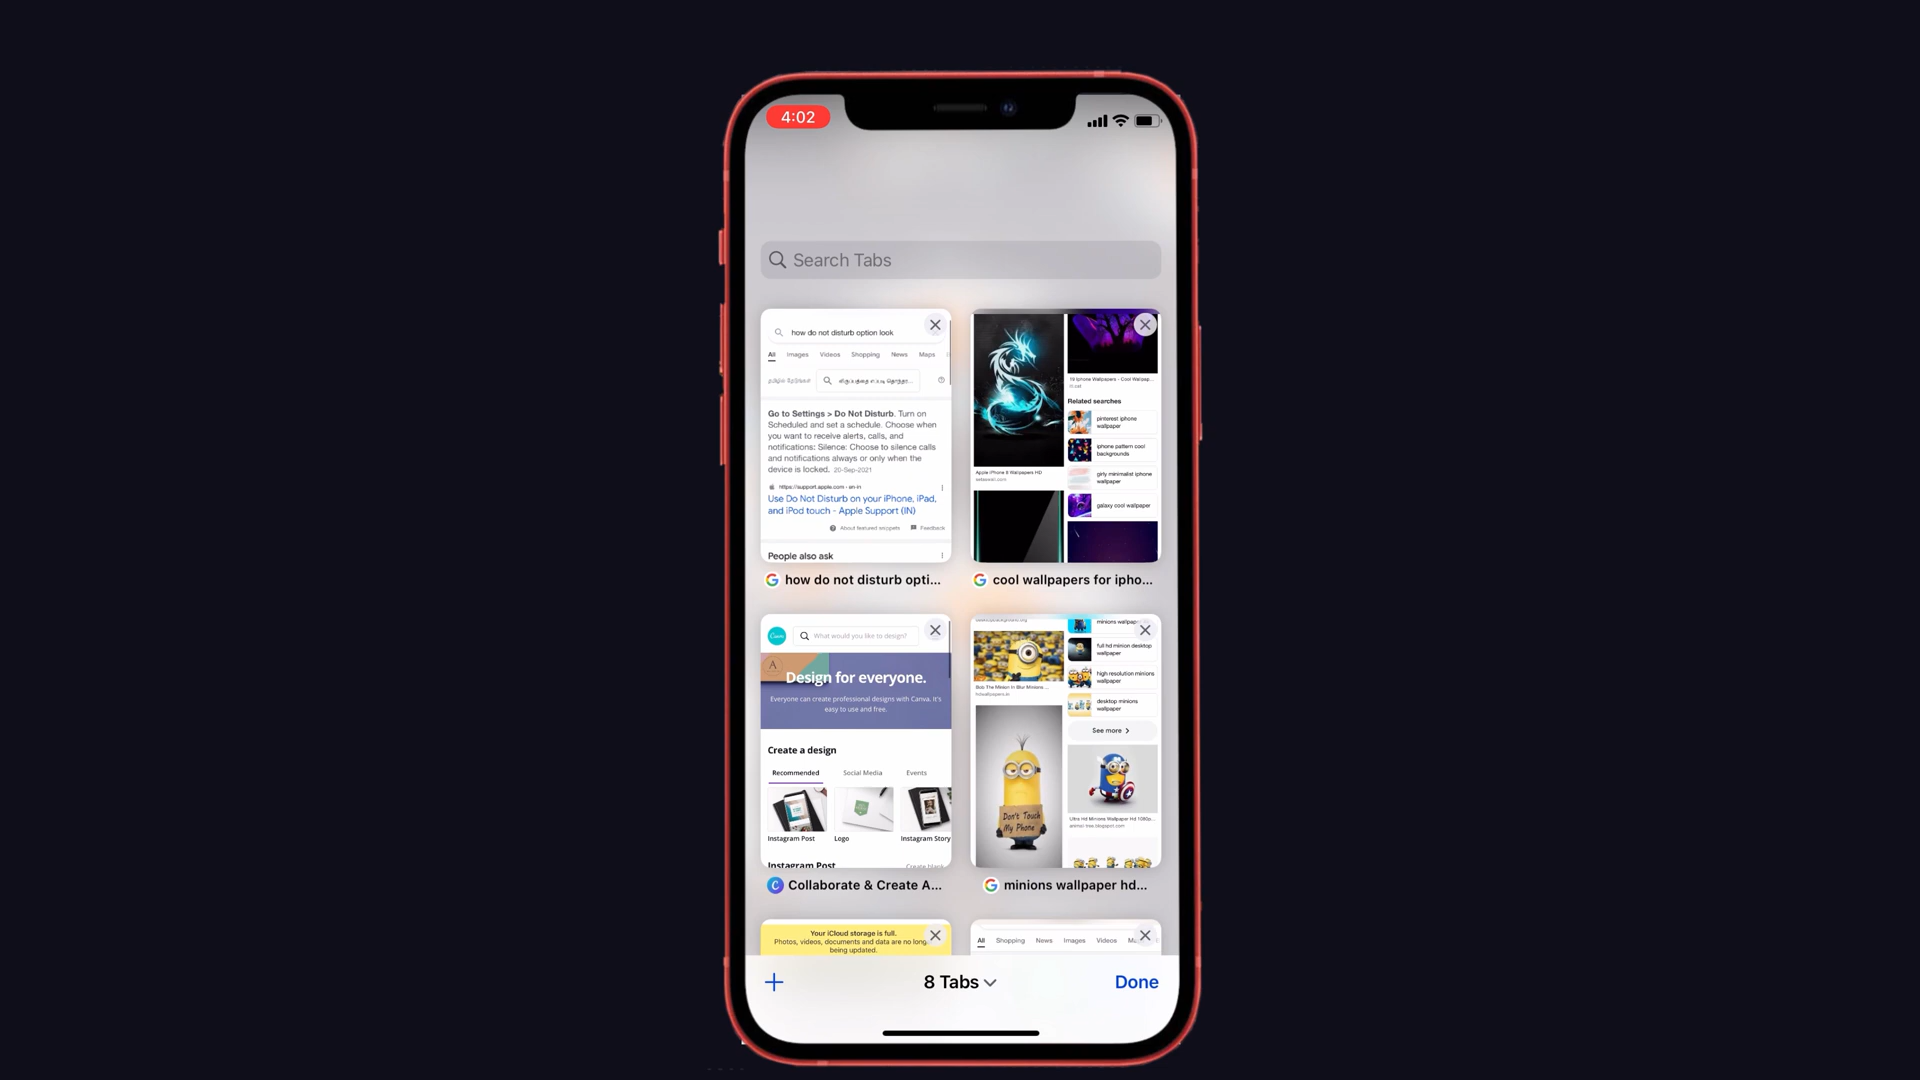 4:02
Search Tabs
how do not disturb option look
All Images Videos Shopping News Maps
Go to Settings > Do Not Disturb. Turn on
Scheduled and set a schedule. Choose when
you want to receive alerts, calls, and
notifications: Silence: Choose to silence calls
and notifications always or only when the
device is locked. 20-Sep-2021
https://support.apple.com › en-in
Use Do Not Disturb on your iPhone, iPad,
and iPod touch - Apple Support (IN)
About featured snippets Feedback
People also ask
how do not disturb opti...
Apple iPhone 8 Wallpapers HD
Related searches
pinterest iphone
wallpaper
iphone pattern cool
backgrounds
girly minimalist iphone
wallpaper
galaxy cool wallpaper
cool wallpapers for ipho...
Canva
What would you like to design?
A
Design for everyone.
Everyone can create professional designs with Canva. It's
easy to use and free.
Create a design
Recommended Social Media Events
Instagram Post Logo Instagram Story
Instagram Post Create blank
Collaborate & Create A...
Bob The Minion In Blur Minions ...
hdwallpapers.in
Don't Touch
My Phone
full hd minion desktop
wallpaper
high resolution minions
wallpaper
desktop minions
wallpaper
See more
Ultra Hd Minions Wallpaper Hd 1080p...
minions wallpaper hd...
Your iCloud storage is full.
Photos, videos, documents and data are no long
being updated.
All Shopping News Images Videos M
8 Tabs
Done